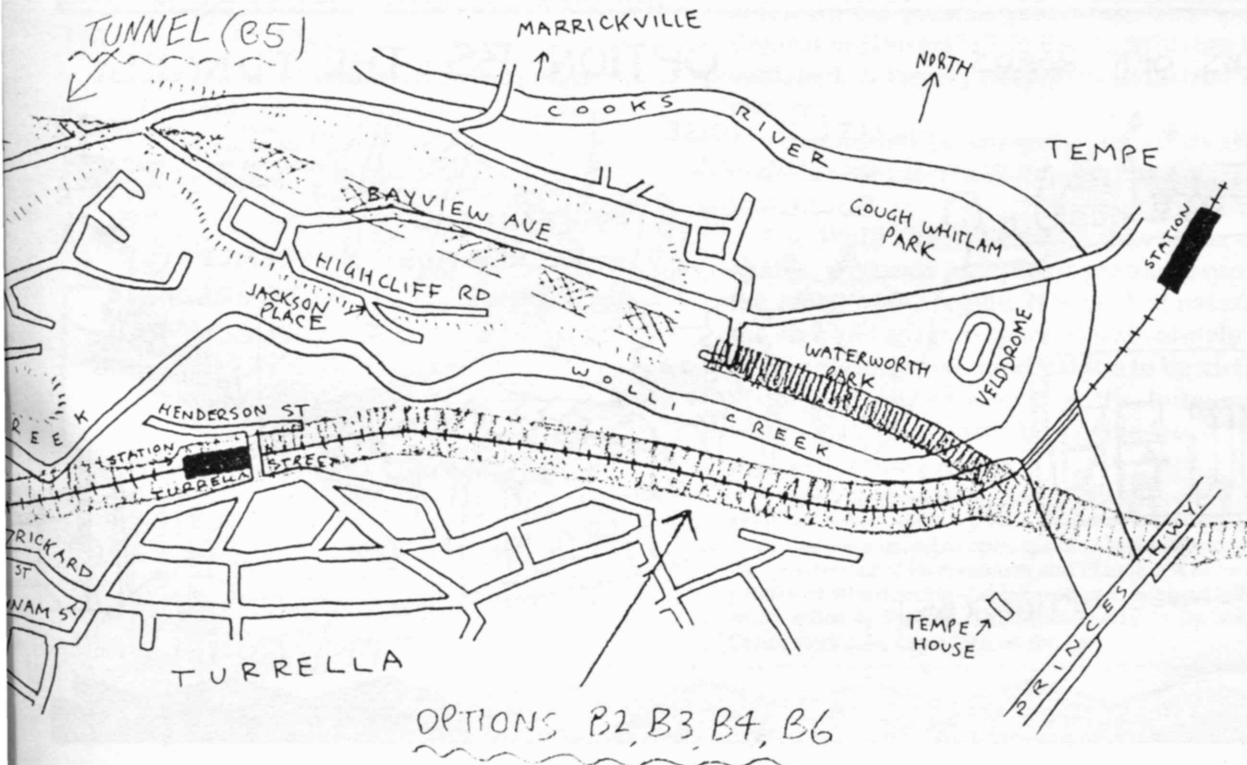 TUNNEL (B5)
MARRICKVILLE
NORTH
COOKS RIVER
TEMPE
STATION
GOUGH WHITLAM
PARK
BAYVIEW AVE
HIGHCLIFF RD
JACKSON
PLACE
VELODROME
WATERWORTH
PARK
WOLLI CREEK
REEK
HENDERSON ST
STATION
TURRELLA STREET
RICKARD
ST
NNAM ST
PRINCES HWY
TEMPE
HOUSE
TURRELLA
OPTIONS B2, B3, B4, B6